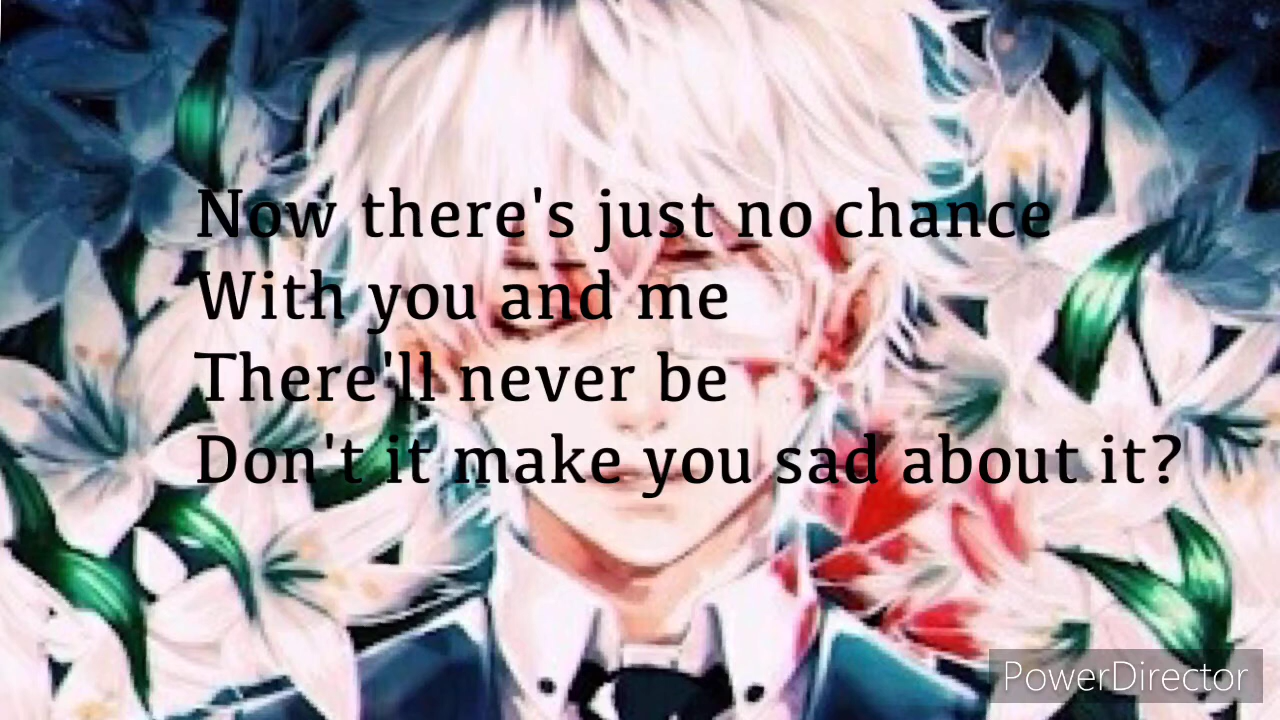 Now there's just no chance
With you and me
There'll never be
Don't it make you sad about it?
PowerDirector